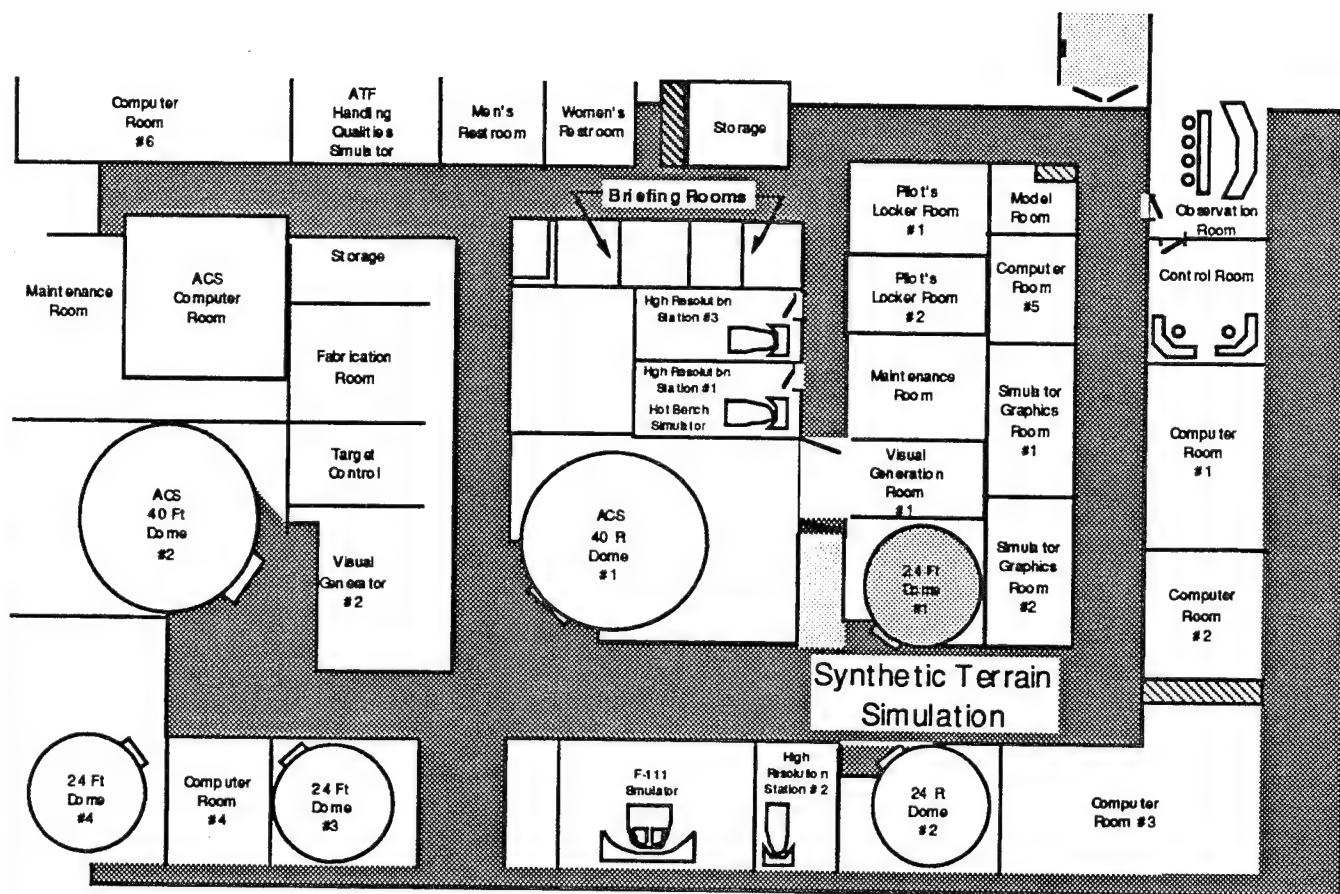 Computer
Room
#6
ATF
Handling
Qualities
Simulator
Men's
Restroom
Women's
Restroom
Storage
Briefing Rooms
Pilot's
Locker Room
#1
Model
Room
Observation
Room
Maintenance
Room
ACS
Computer
Room
Storage
High Resolution
Station #3
Pilot's
Locker Room
#2
Computer
Room
#5
Control Room
Fabrication
Room
High Resolution
Station #1
Hot Bench
Simulator
Maintenance
Room
Simulator
Graphics
Room
#1
Computer
Room
#1
Target
Control
Visual
Generation
Room
#1
ACS
40 Ft
Dome
#2
ACS
40 Ft
Dome
#1
Visual
Generator
#2
24 Ft
Dome
#1
Simulator
Graphics
Room
#2
Computer
Room
#2
Synthetic Terrain
Simulation
24 Ft
Dome
#4
Computer
Room
#4
24 Ft
Dome
#3
F-111
Simulator
High
Resolution
Station #2
24 Ft
Dome
#2
Computer
Room #3